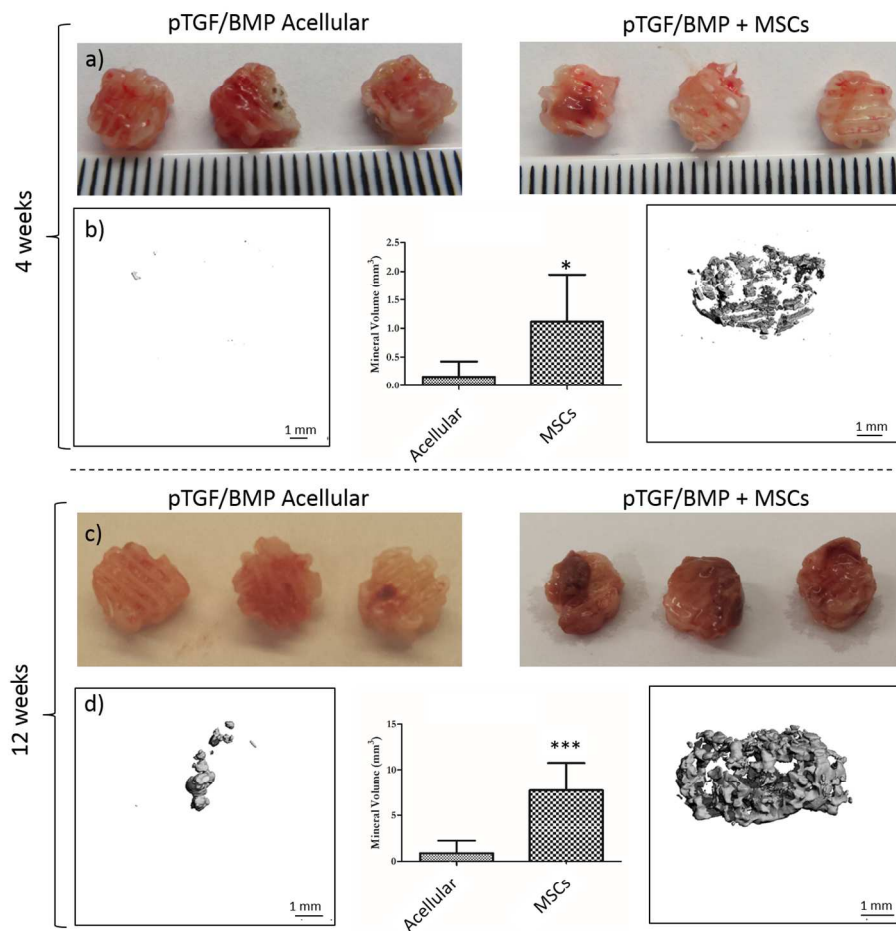 pTGF/BMP Acellular
pTGF/BMP + MSCs
a)
4 weeks
b)
Mineral Volume (mm³)
2.5
2.0
1.5
1.0
0.5
0.0
*
Acellular
MSCs
1 mm
1 mm
pTGF/BMP Acellular
pTGF/BMP + MSCs
c)
12 weeks
d)
Mineral Volume (mm³)
15
10
5
0
***
Acellular
MSCs
1 mm
1 mm